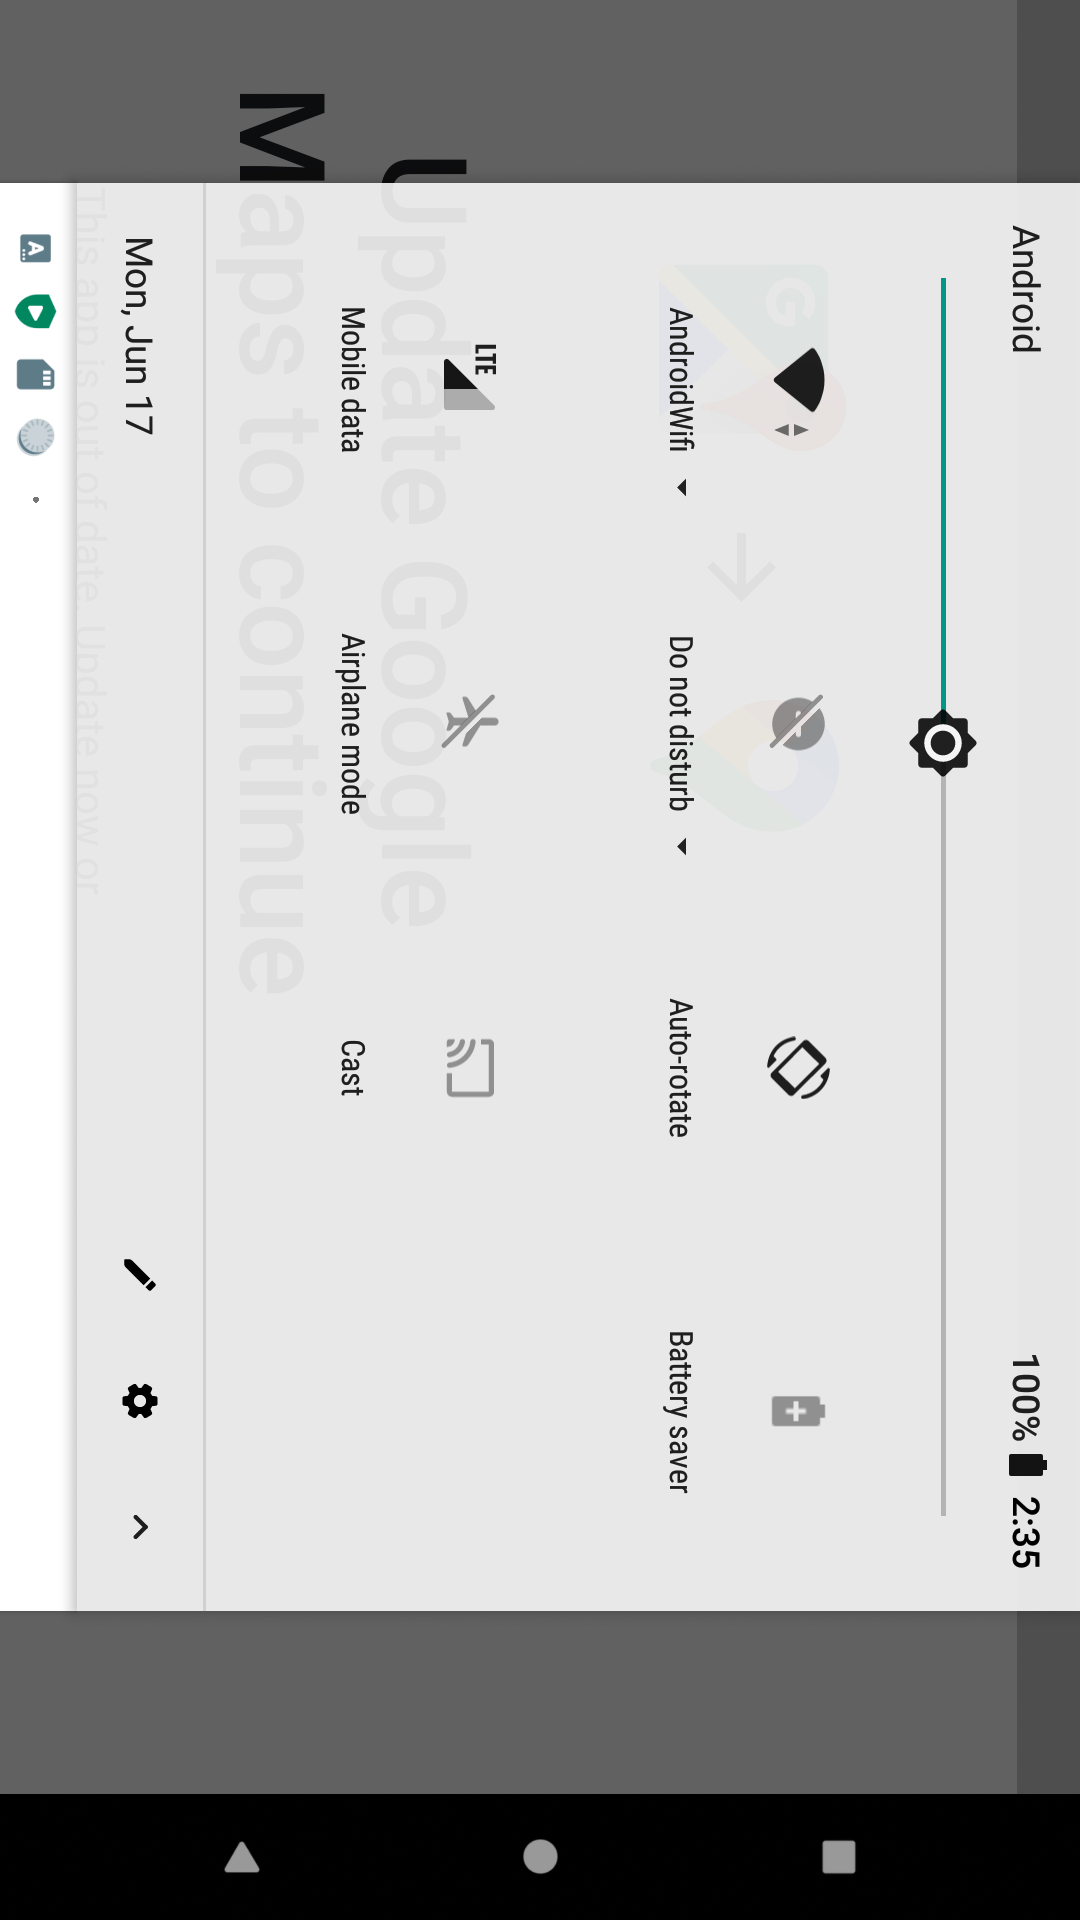 Android
100%
2:35
AndroidWifi
Do not disturb
Auto-rotate
Battery saver
LTE
Mobile data
Airplane mode
Cast
Update Google
Maps to continue
Mon, Jun 17
This app is out of date. Update now or
A